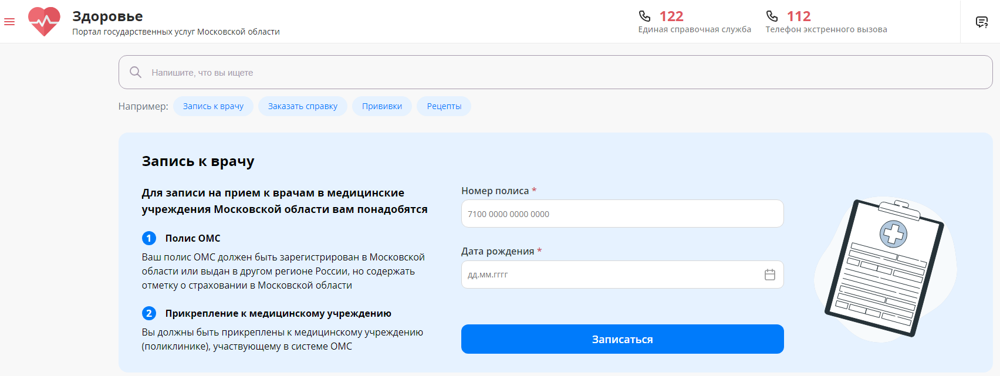 Здоровье
Портал государственных услуг Московской области
122
Единая справочная служба
112
Телефон экстренного вызова
Напишите, что вы ищете
Например: Запись к врачу Заказать справку Прививки Рецепты
Запись к врачу
Для записи на прием к врачам в медицинские
учреждения Московской области вам понадобятся
1 Полис ОМС
Ваш полис ОМС должен быть зарегистрирован в Московской
области или выдан в другом регионе России, но содержать
отметку о страховании в Московской области
2 Прикрепление к медицинскому учреждению
Вы должны быть прикреплены к медицинскому учреждению
(поликлинике), участвующему в системе ОМС
Номер полиса *
7100 0000 0000 0000
Дата рождения *
дд.мм.гггг
Записаться